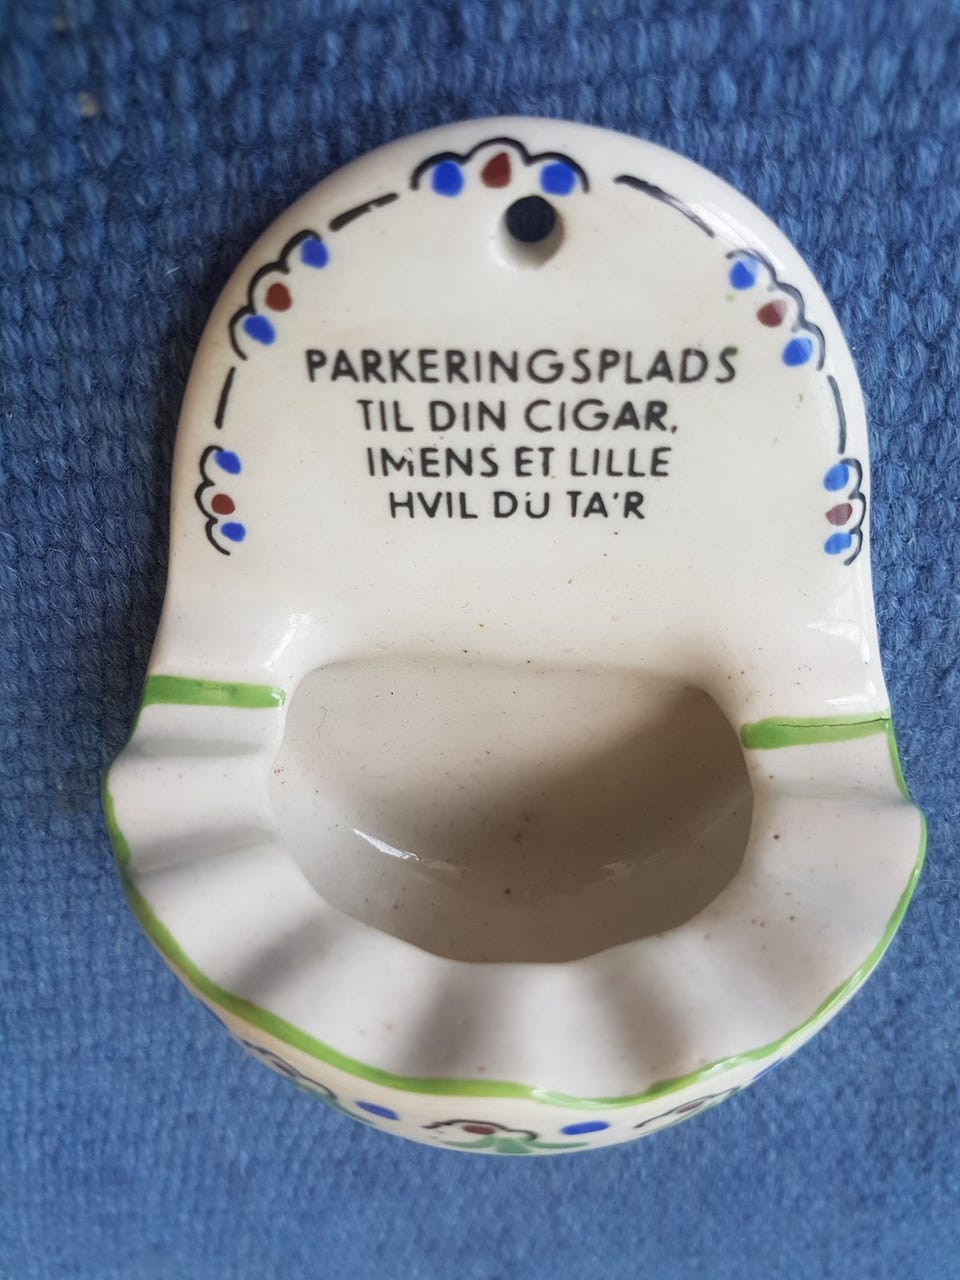 PARKERINGSPLADS
TIL DIN CIGAR,
IMENS ET LILLE
HVIL DU TA'R